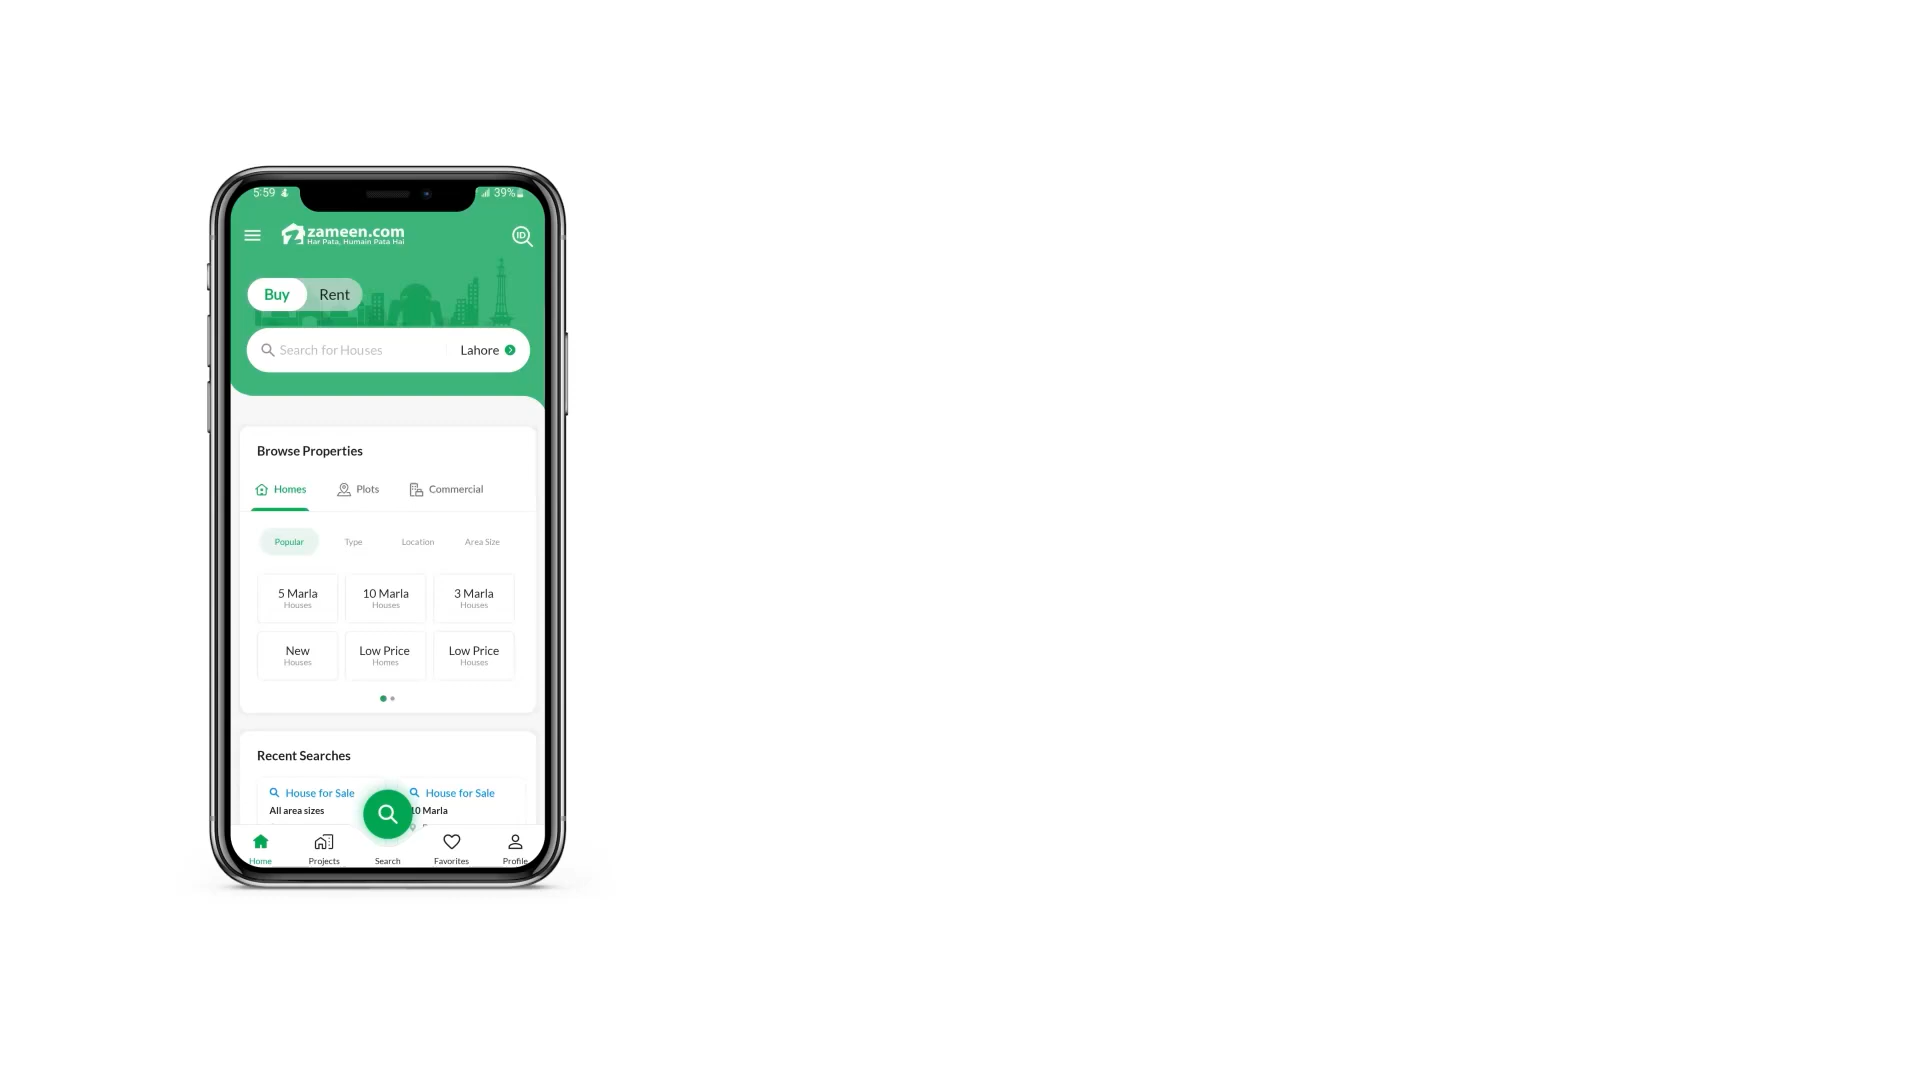 5:59
39%
zameen.com
Har Pata, Humain Pata Hai
ID
Buy Rent
Search for Houses Lahore
Browse Properties
Homes Plots Commercial
Popular Type Location Area Size
5 Marla 10 Marla 3 Marla
Houses Houses Houses
New Low Price Low Price
Houses Homes Houses
Recent Searches
House for Sale House for Sale
All area sizes 10 Marla
Home Projects Search Favorites Profile